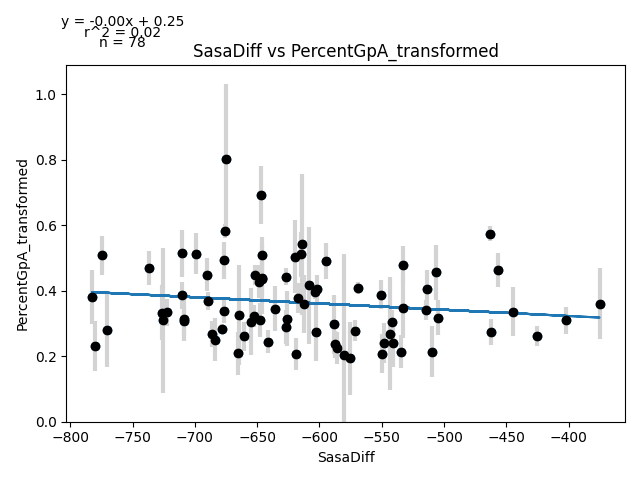 y = -0.00x + 0.25
r^2 = 0.02
n = 78
SasaDiff vs PercentGpA_transformed
1.0
0.8
0.6
0.4
0.2
0.0
PercentGpA_transformed
−800 −750 −700 −650 −600 −550 −500 −450 −400
SasaDiff